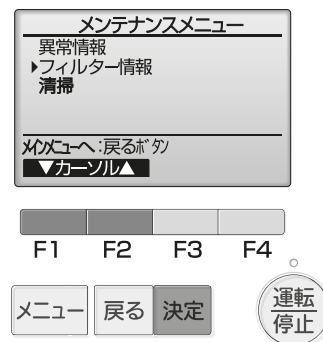 メンテナンスメニュー
異常情報
▶フィルター情報
清掃
メインメニューへ:戻るボタン
▼カーソル▲
F1 F2 F3 F4
メニュー 戻る 決定 運転
停止